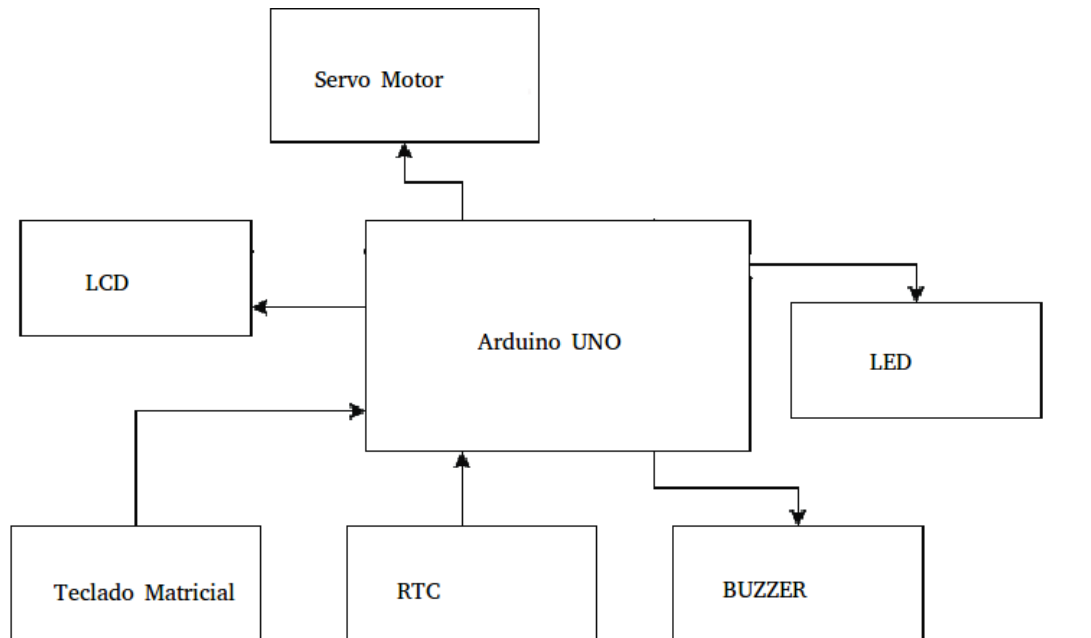 Servo Motor
LCD
Arduino UNO
LED
Teclado Matricial
RTC
BUZZER